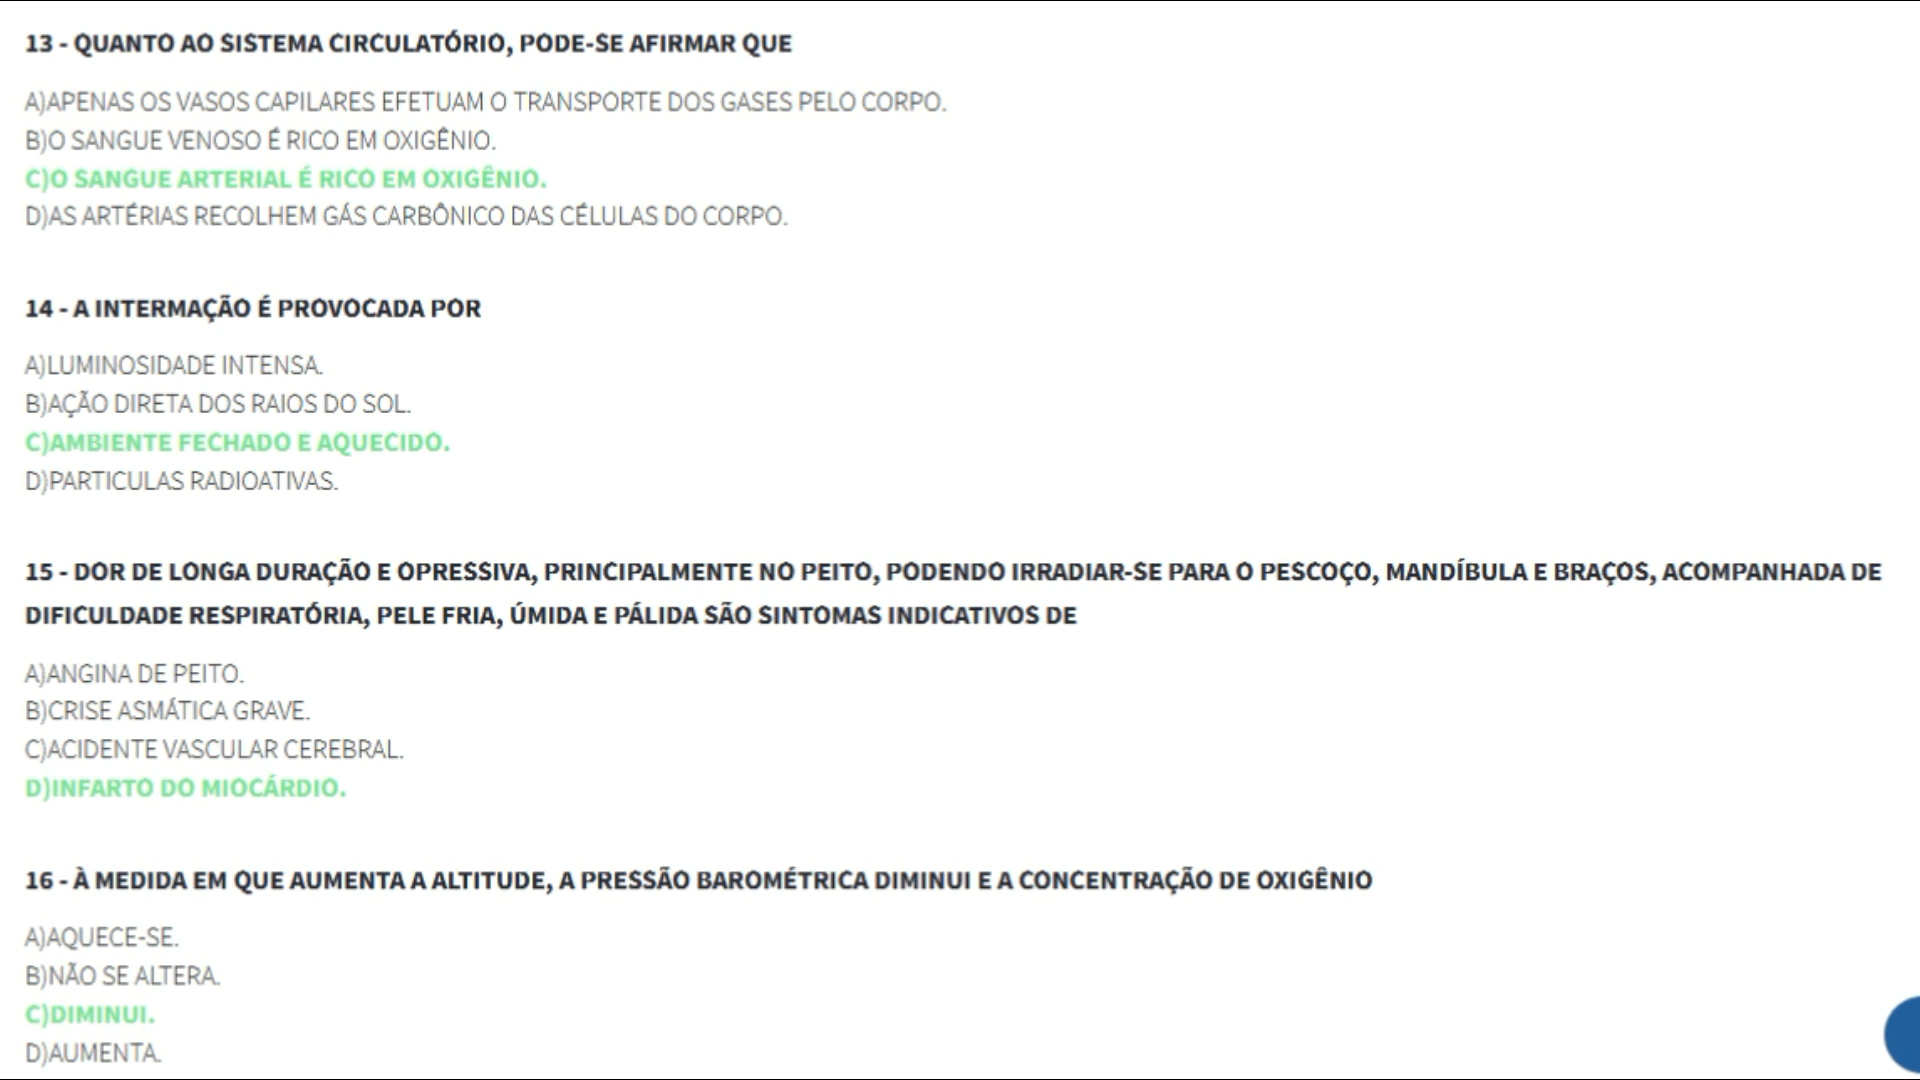 13 - QUANTO AO SISTEMA CIRCULATÓRIO, PODE-SE AFIRMAR QUE
A)APENAS OS VASOS CAPILARES EFETUAM O TRANSPORTE DOS GASES PELO CORPO.
B)O SANGUE VENOSO É RICO EM OXIGÊNIO.
C)O SANGUE ARTERIAL É RICO EM OXIGÊNIO.
D)AS ARTÉRIAS RECOLHEM GÁS CARBÔNICO DAS CÉLULAS DO CORPO.
14 - A INTERMAÇÃO É PROVOCADA POR
A)LUMINOSIDADE INTENSA.
B)AÇÃO DIRETA DOS RAIOS DO SOL.
C)AMBIENTE FECHADO E AQUECIDO.
D)PARTICULAS RADIOATIVAS.
15 - DOR DE LONGA DURAÇÃO E OPRESSIVA, PRINCIPALMENTE NO PEITO, PODENDO IRRADIAR-SE PARA O PESCOÇO, MANDÍBULA E BRAÇOS, ACOMPANHADA DE
DIFICULDADE RESPIRATÓRIA, PELE FRIA, ÚMIDA E PÁLIDA SÃO SINTOMAS INDICATIVOS DE
A)ANGINA DE PEITO.
B)CRISE ASMÁTICA GRAVE.
C)ACIDENTE VASCULAR CEREBRAL.
D)INFARTO DO MIOCÁRDIO.
16 - À MEDIDA EM QUE AUMENTA A ALTITUDE, A PRESSÃO BAROMÉTRICA DIMINUI E A CONCENTRAÇÃO DE OXIGÊNIO
A)AQUECE-SE.
B)NÃO SE ALTERA.
C)DIMINUI.
D)AUMENTA.